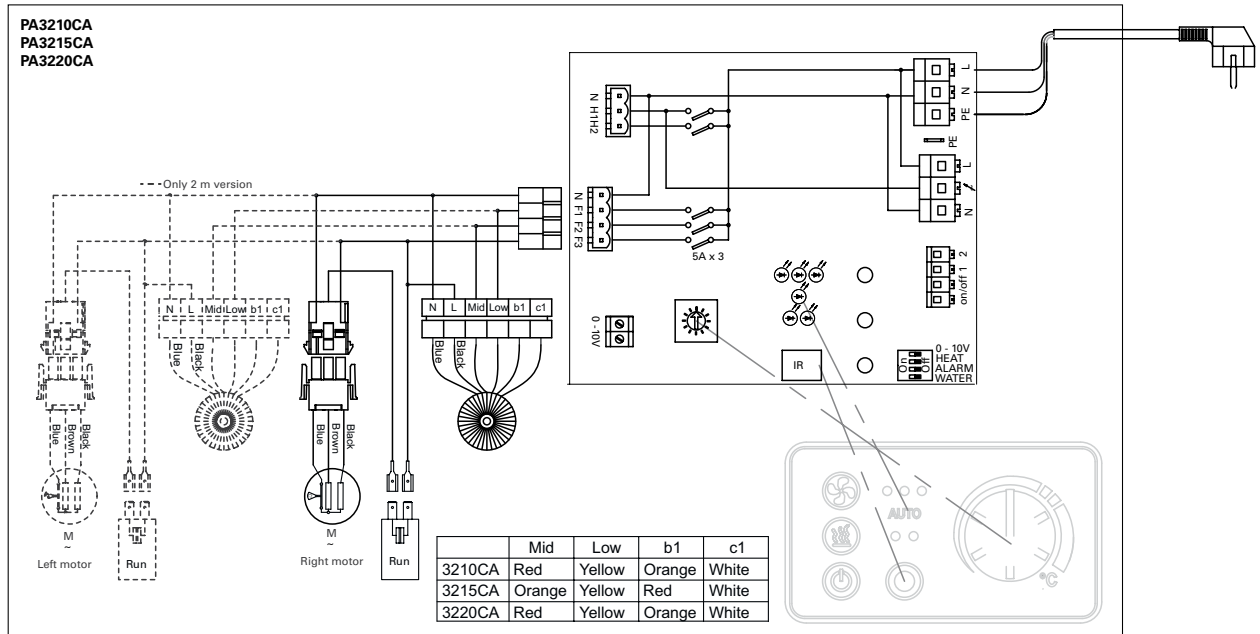 PA3210CA
PA3215CA
PA3220CA
L
N
PE
N H1H2
PE
L
N
Only 2 m version
N F1 F2 F3
5A x 3
on/off 1 2
N L Mid Low b1 c1
N L Mid Low b1 c1
Blue
Black
Blue
Black
0 -10V
IR
On
Off
0 - 10V
HEAT
ALARM
WATER
Blue
Brown
Black
Blue
Brown
Black
AUTO
°C
M
~
Left motor
Run
M
~
Right motor
Run
Mid Low b1 c1
3210CA Red Yellow Orange White
3215CA Orange Yellow Red White
3220CA Red Yellow Orange White